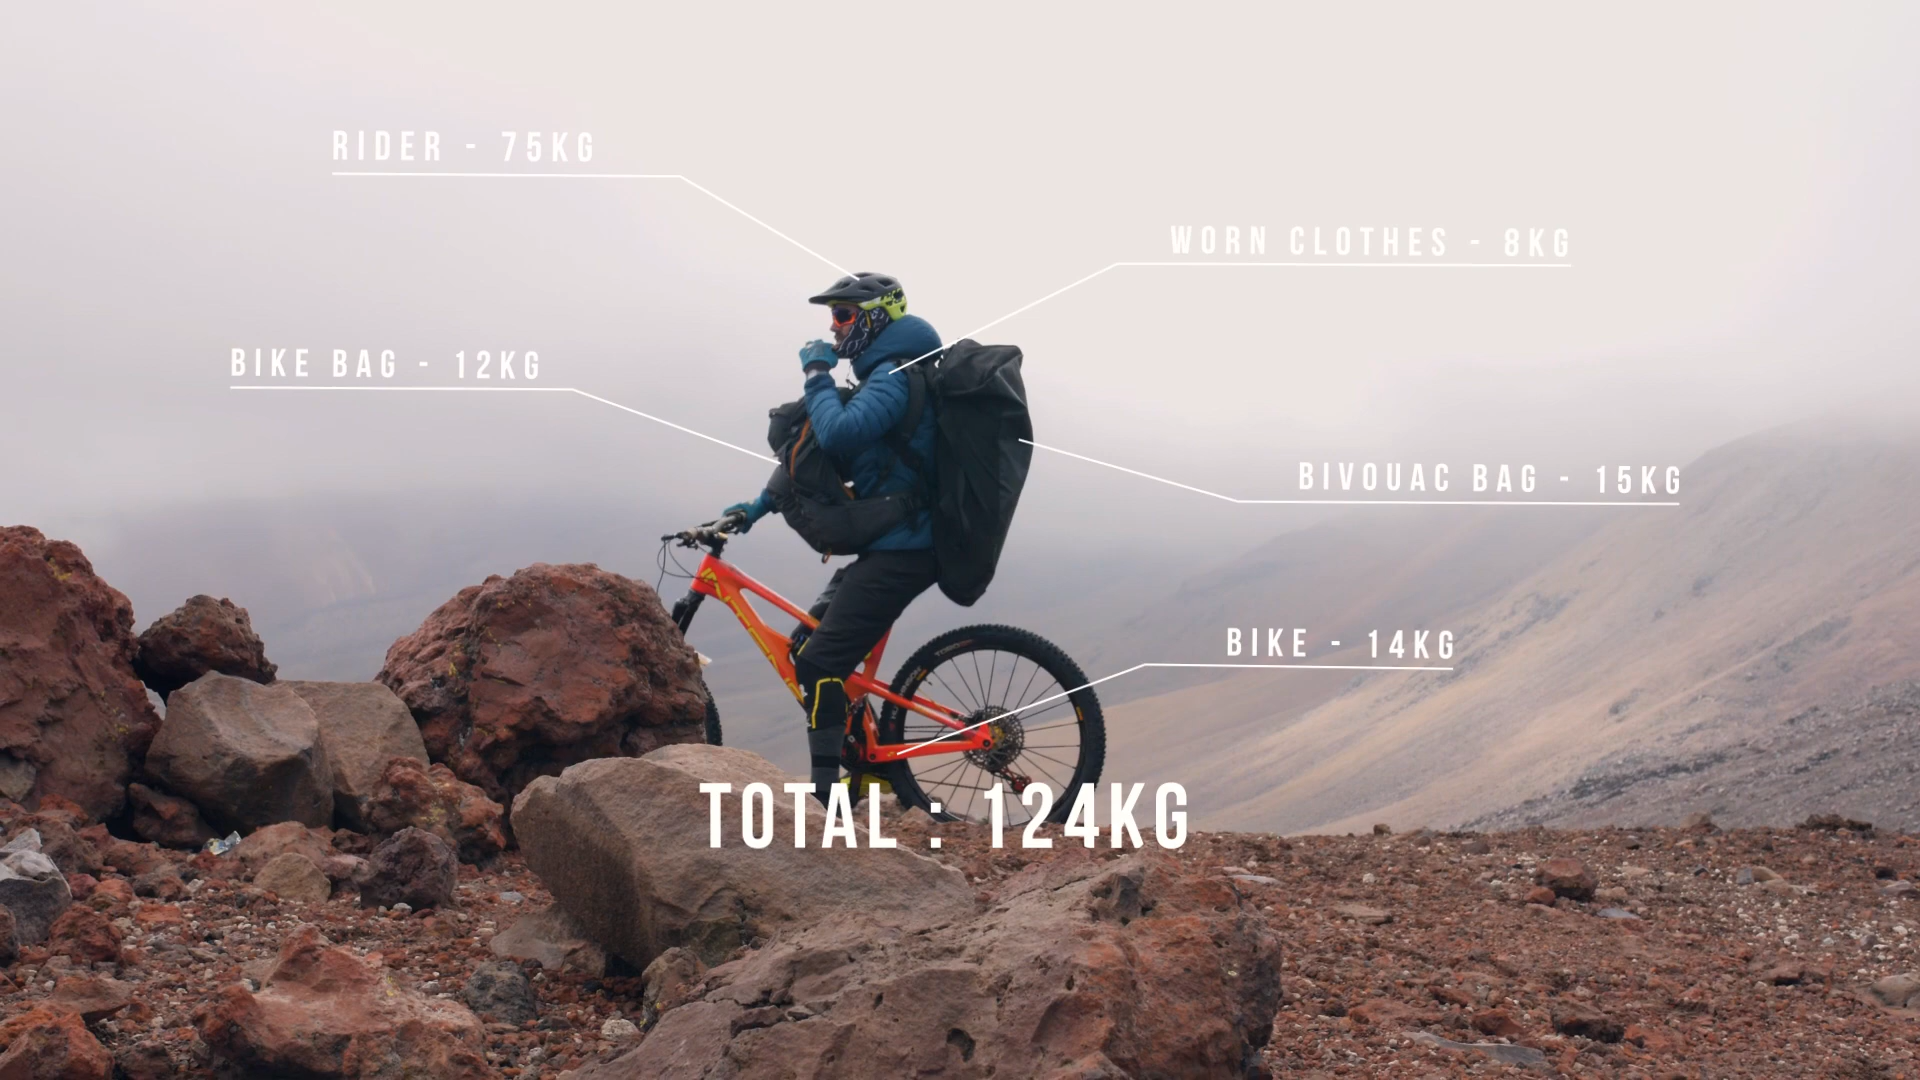 RIDER - 75KG
WORN CLOTHES - 8KG
BIKE BAG - 12KG
BIVOUAC BAG - 15KG
BIKE - 14KG
TOTAL : 124KG